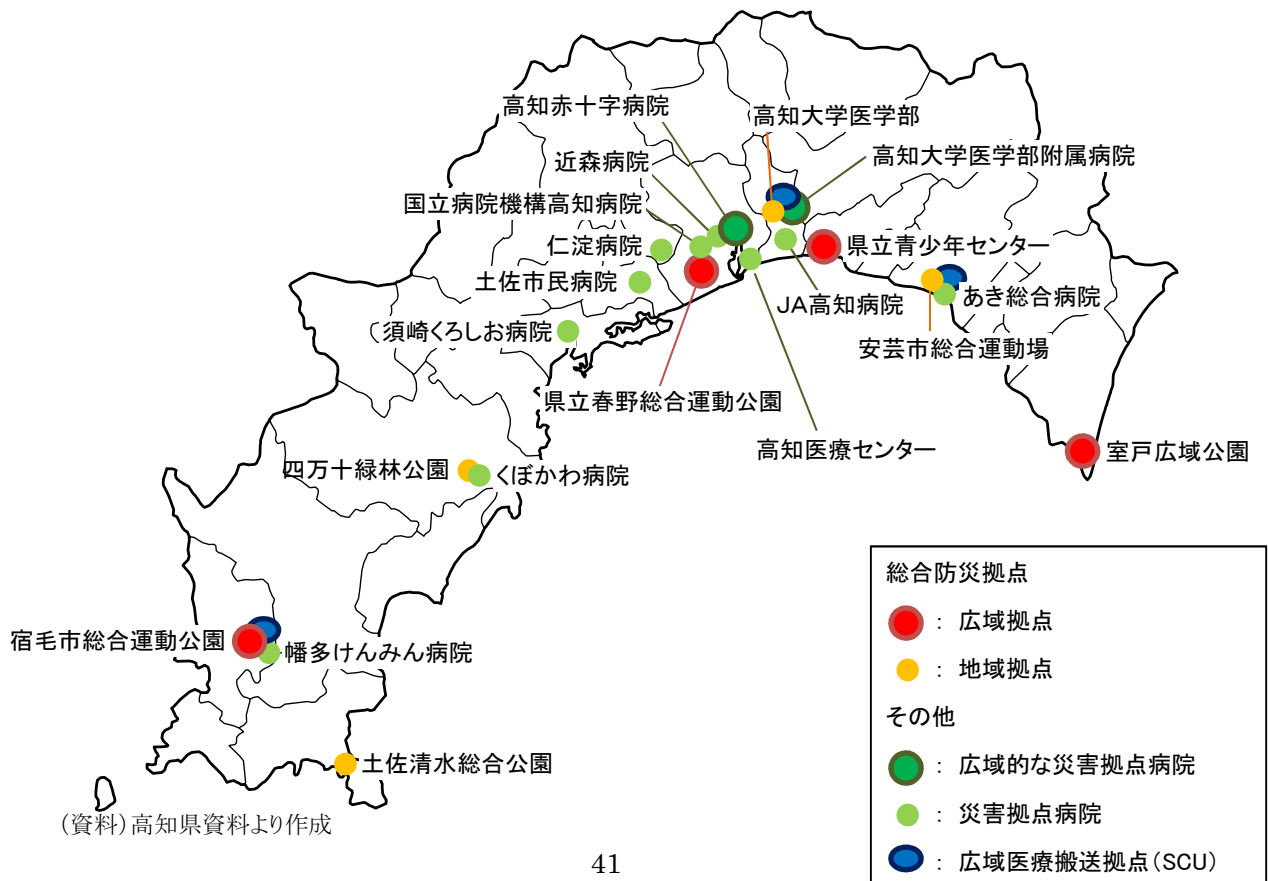 高知赤十字病院
高知大学医学部
近森病院
高知大学医学部附属病院
国立病院機構高知病院
仁淀病院
県立青少年センター
土佐市民病院
あき総合病院
JA高知病院
須崎くろしお病院
安芸市総合運動場
県立春野総合運動公園
高知医療センター
室戸広域公園
四万十緑林公園
くぼかわ病院
宿毛市総合運動公園
幡多けんみん病院
土佐清水総合公園
総合防災拠点
： 広域拠点
： 地域拠点
その他
： 広域的な災害拠点病院
： 災害拠点病院
： 広域医療搬送拠点（SCU）
（資料）高知県資料より作成
41